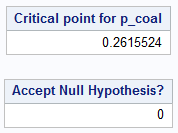 Critical point for p_coal
0.2615524
Accept Null Hypothesis?
0